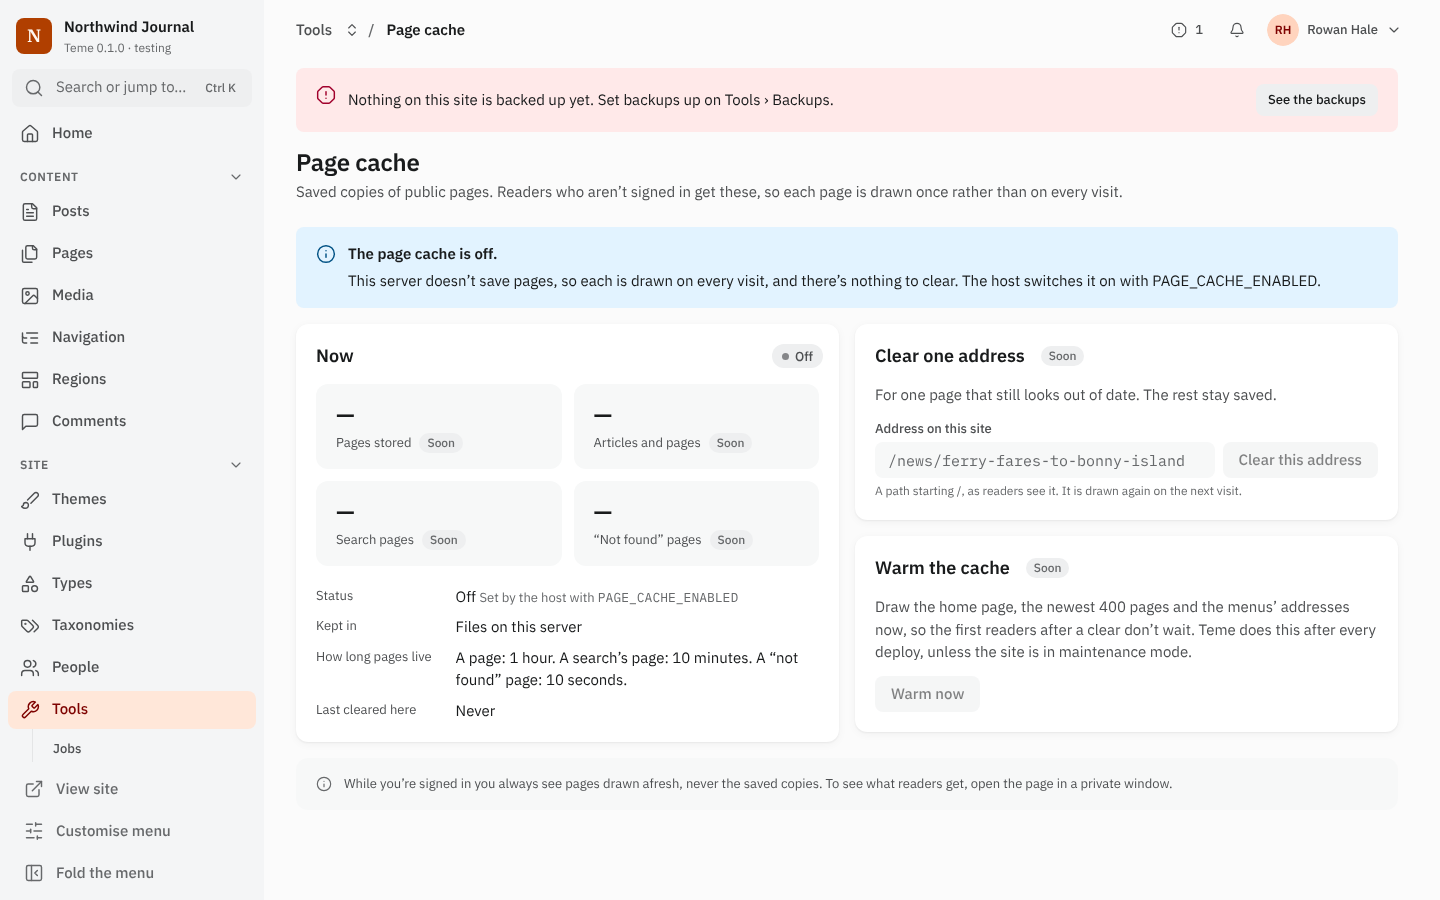 N
Northwind Journal
Teme 0.1.0 · testing
Search or jump to...
Ctrl K
Home
CONTENT
Posts
Pages
Media
Navigation
Regions
Comments
SITE
Themes
Plugins
Types
Taxonomies
People
Tools
Jobs
View site
Customise menu
Fold the menu
Tools / Page cache
1
RH
Rowan Hale
Nothing on this site is backed up yet. Set backups up on Tools › Backups.
See the backups
Page cache
Saved copies of public pages. Readers who aren’t signed in get these, so each page is drawn once rather than on every visit.
The page cache is off.
This server doesn’t save pages, so each is drawn on every visit, and there’s nothing to clear. The host switches it on with PAGE_CACHE_ENABLED.
Now
Off
—
Pages stored Soon
—
Articles and pages Soon
—
Search pages Soon
—
“Not found” pages Soon
Status
Off Set by the host with PAGE_CACHE_ENABLED
Kept in
Files on this server
How long pages live
A page: 1 hour. A search’s page: 10 minutes. A “not
found” page: 10 seconds.
Last cleared here
Never
Clear one address Soon
For one page that still looks out of date. The rest stay saved.
Address on this site
/news/ferry-fares-to-bonny-island
Clear this address
A path starting /, as readers see it. It is drawn again on the next visit.
Warm the cache Soon
Draw the home page, the newest 400 pages and the menus’ addresses
now, so the first readers after a clear don’t wait. Teme does this after every
deploy, unless the site is in maintenance mode.
Warm now
While you’re signed in you always see pages drawn afresh, never the saved copies. To see what readers get, open the page in a private window.